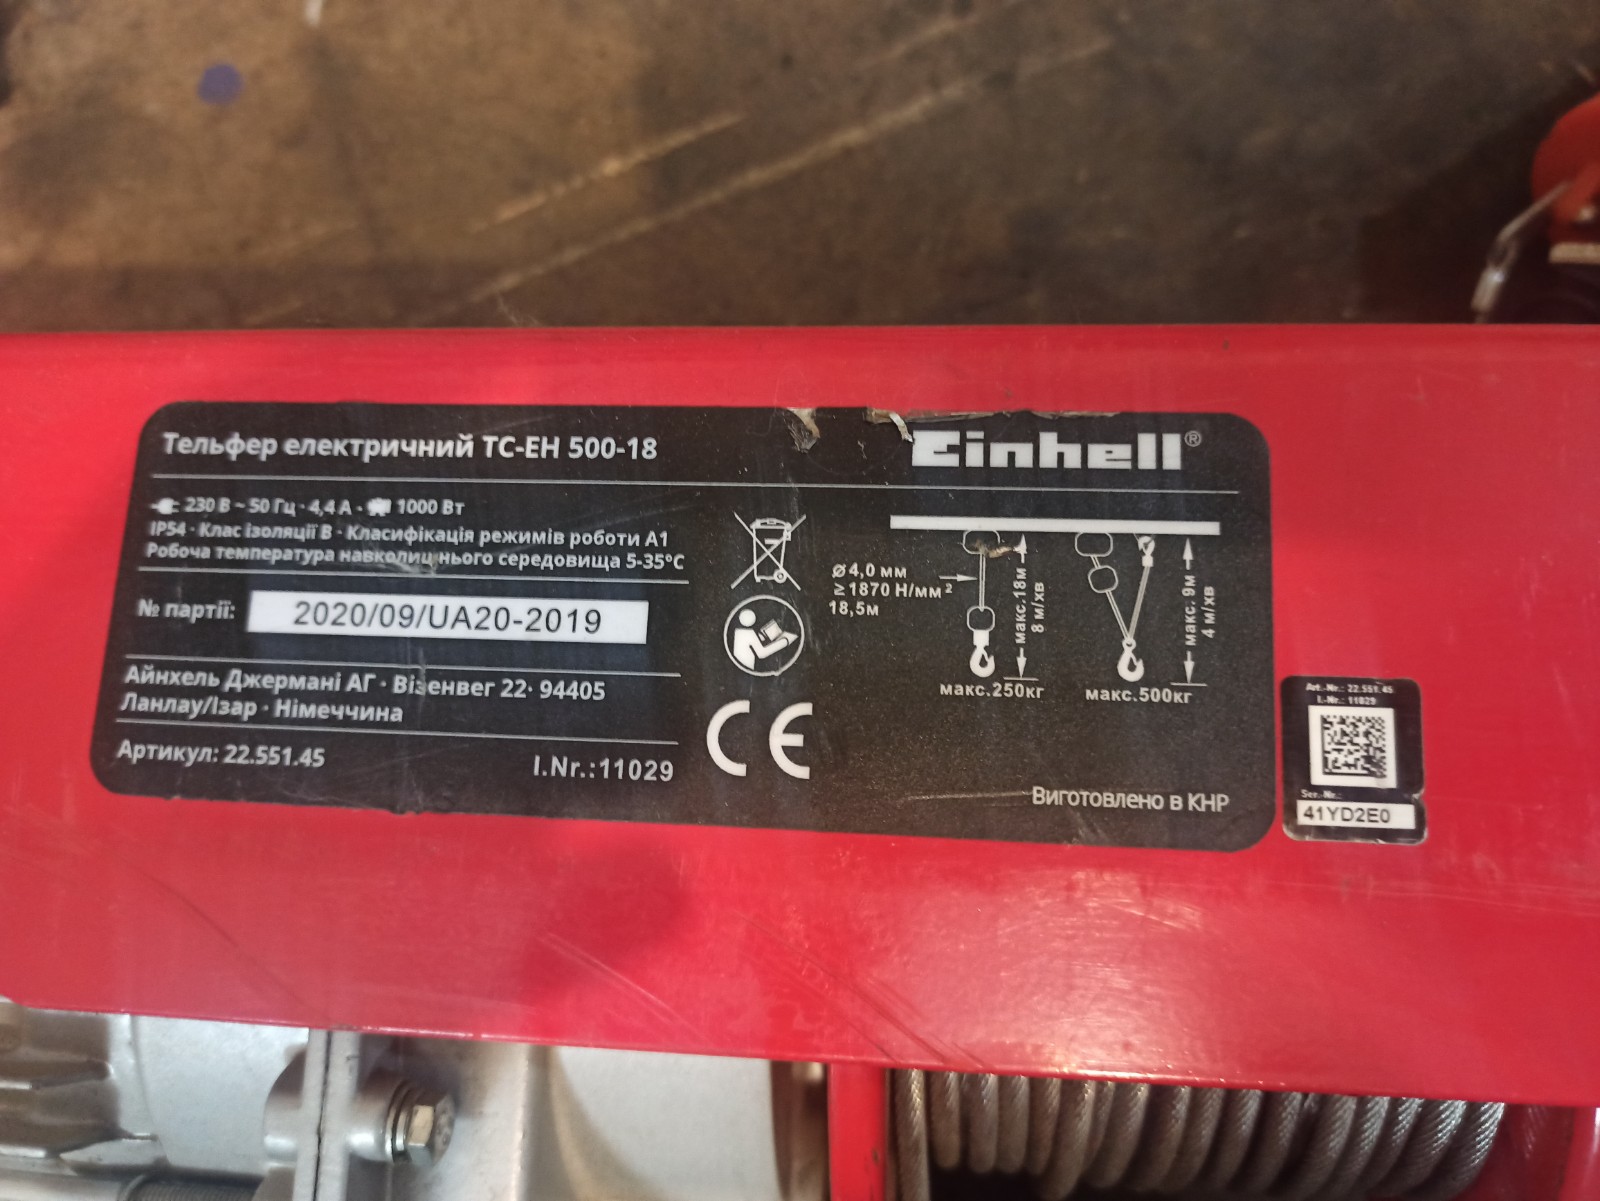 Тельфер електричний TC-EH 500-18
Einhell®
230 В ~ 50 Гц · 4,4 А · 1000 Вт
IP54 · Клас ізоляції В · Класифікація режимів роботи А1
Робоча температура навколишнього середовища 5-35°C
№ партії: 2020/09/UA20-2019
Айнхель Джермані АГ · Візенвег 22· 94405
Ланлау/Ізар · Німеччина
Артикул: 22.551.45
I.Nr.:11029
CE
ø4,0 мм
≥1870 Н/мм²
18,5м
макс.18м
8 м/хв
макс.250кг
макс. 9м
4 м/хв
макс.500кг
Виготовлено в КНР
Art.-Nr.: 22.551.45
I.-Nr.: 11029
Ser.-Nr.:
41YD2E0